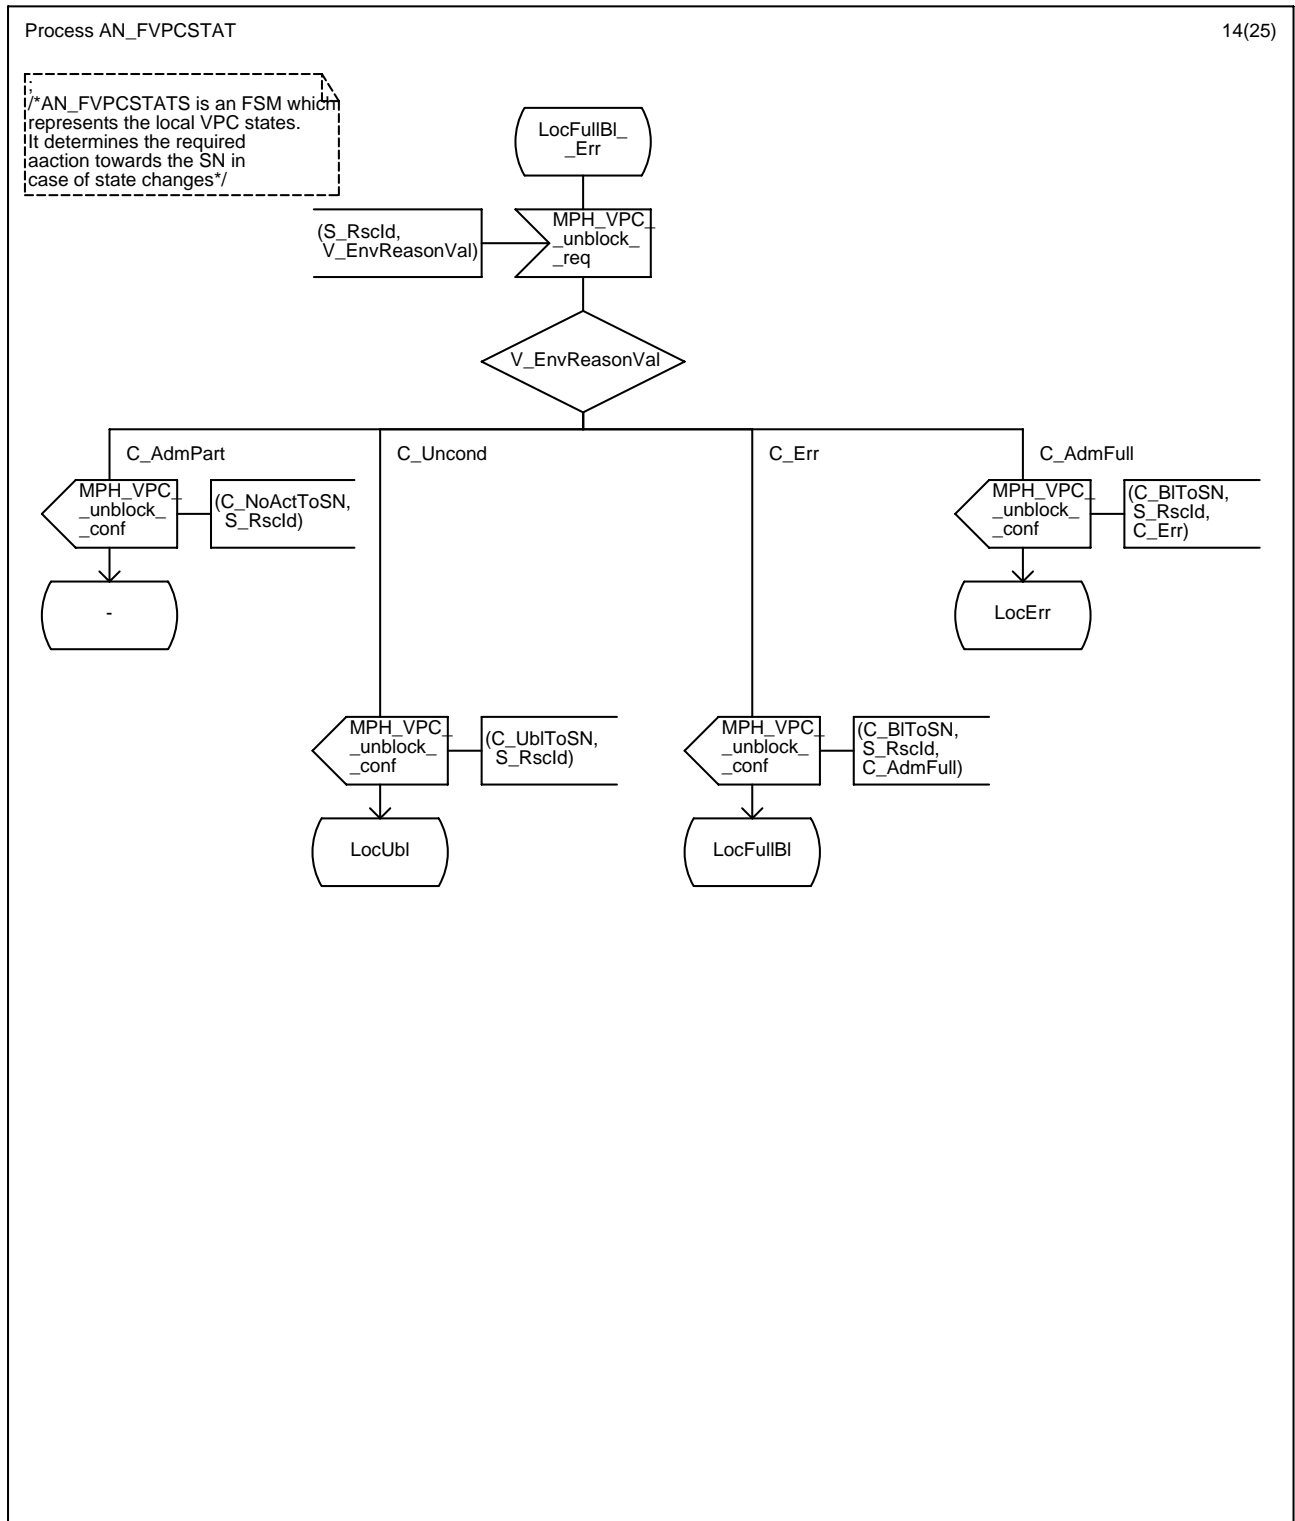 Process AN_FVPCSTAT
14(25)
;
/*AN_FVPCSTATS is an FSM which
represents the local VPC states.
It determines the required
aaction towards the SN in
case of state changes*/
LocFullBl_
_Err
(S_RscId,
V_EnvReasonVal)
MPH_VPC_
_unblock_
_req
V_EnvReasonVal
C_AdmPart
C_Uncond
C_Err
C_AdmFull
MPH_VPC_
_unblock_
_conf
(C_NoActToSN,
S_RscId)
MPH_VPC_
_unblock_
_conf
(C_BlToSN,
S_RscId,
C_Err)
-
LocErr
MPH_VPC_
_unblock_
_conf
(C_UblToSN,
S_RscId)
MPH_VPC_
_unblock_
_conf
(C_BlToSN,
S_RscId,
C_AdmFull)
LocUbl
LocFullBl